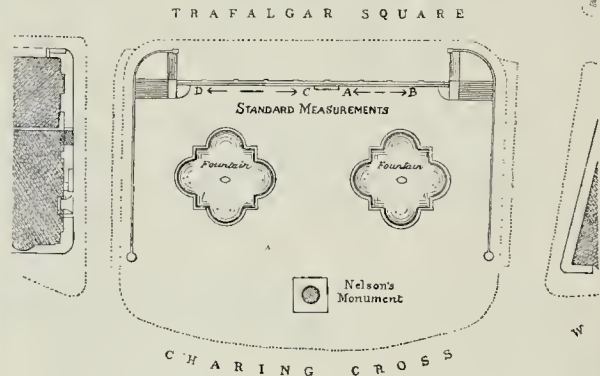 TRAFALGAR SQUARE
D C A B
STANDARD MEASUREMENTS
Fountain Fountain
Nelson's
Monument
W
CHARING CROSS